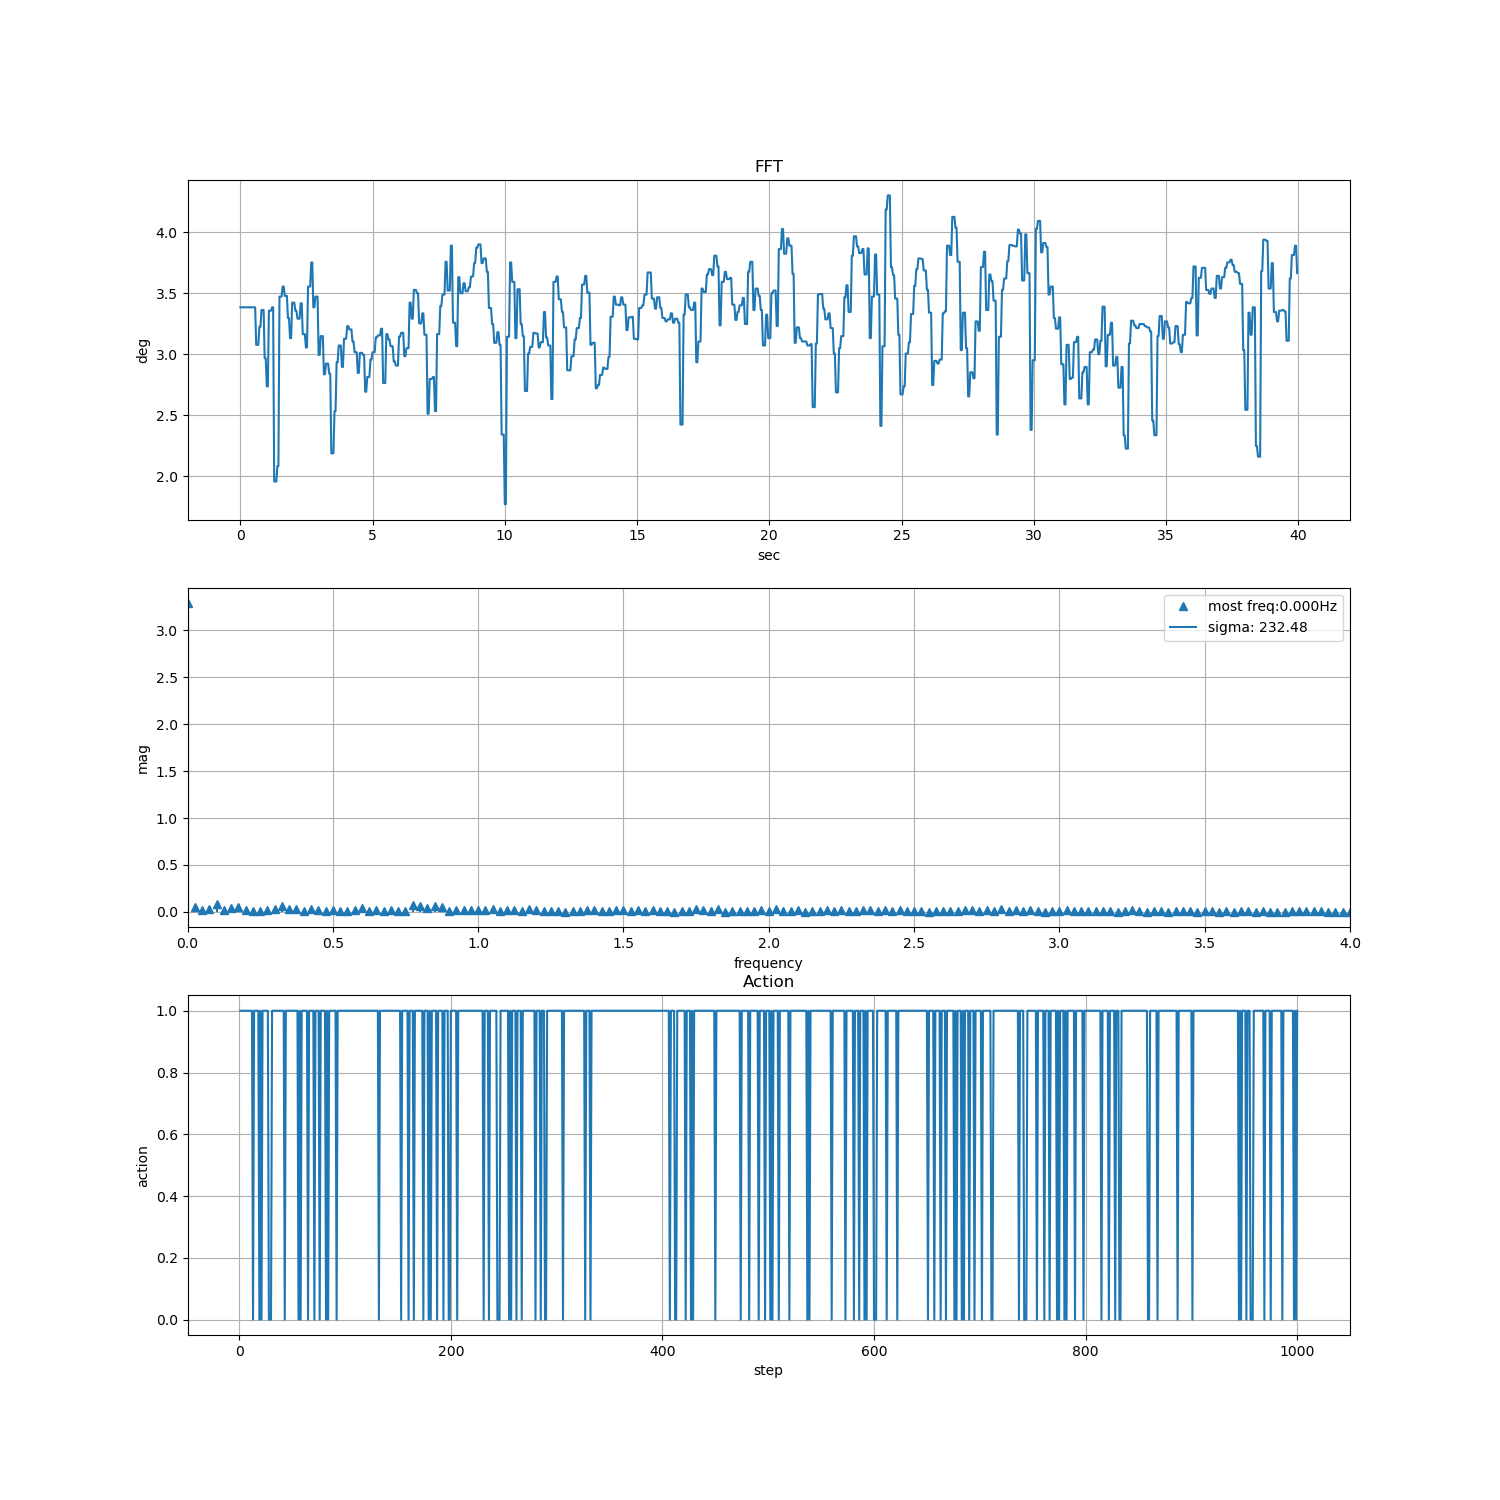 FFT
4.0
3.5
3.0
2.5
2.0
deg
0 5 10 15 20 25 30 35 40
sec
most freq:0.000Hz
sigma: 232.48
3.0
2.5
2.0
1.5
1.0
0.5
0.0
mag
0.0 0.5 1.0 1.5 2.0 2.5 3.0 3.5 4.0
frequency
Action
1.0
0.8
0.6
0.4
0.2
0.0
action
0 200 400 600 800 1000
step